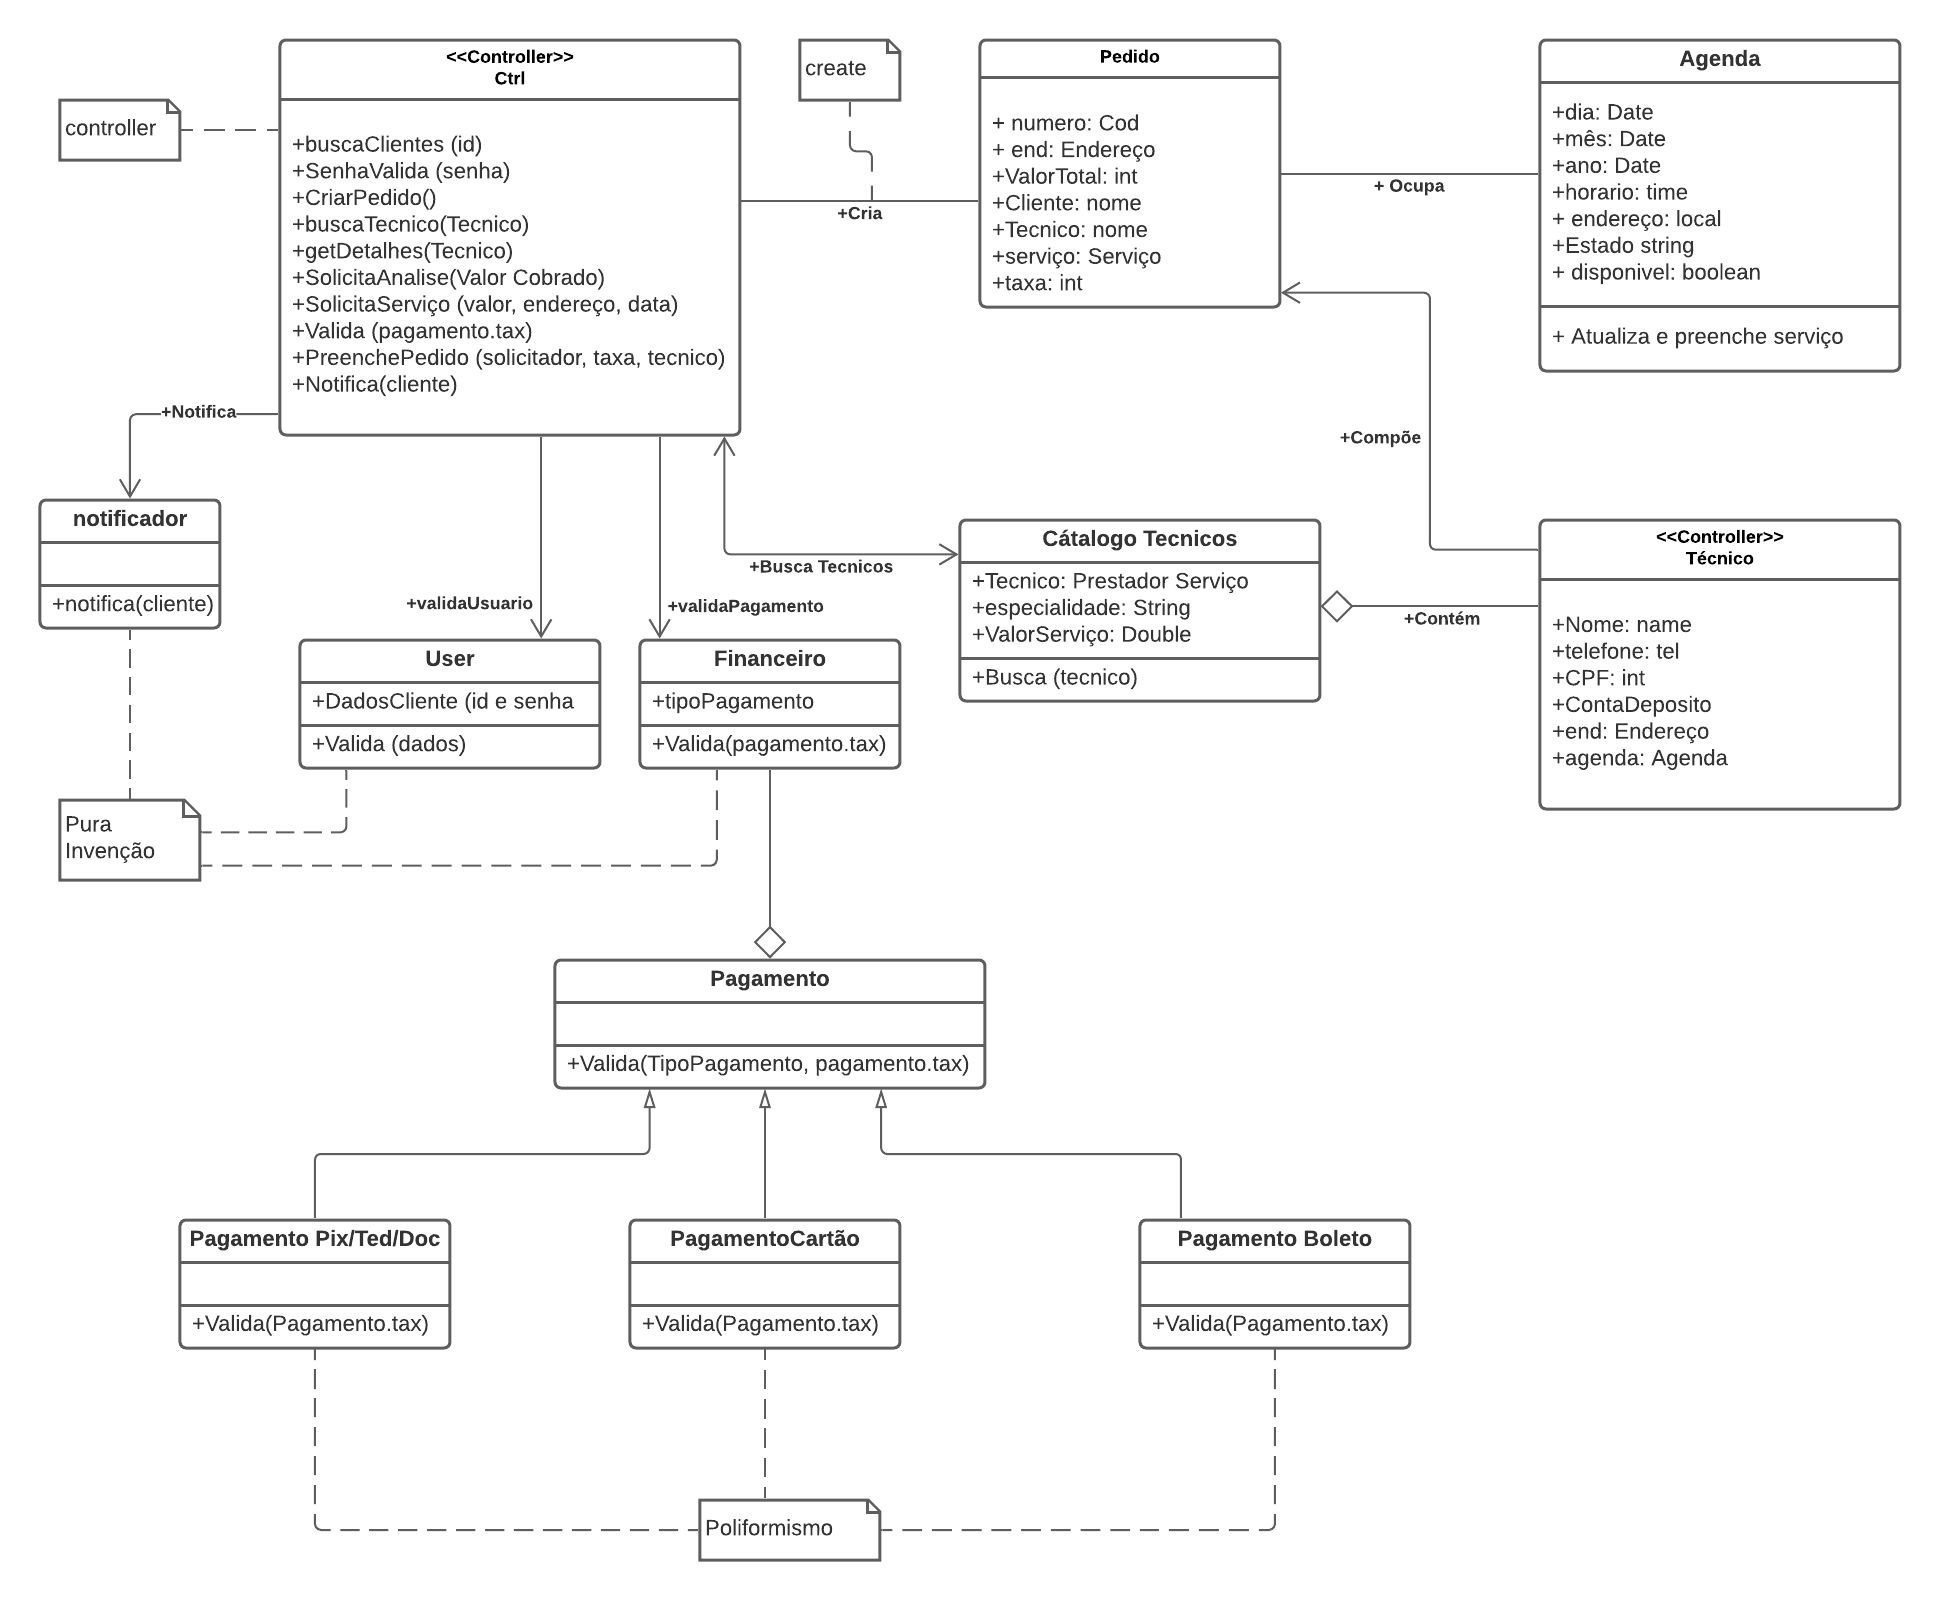 controller
<<Controller>>
Ctrl
+buscaClientes (id)
+SenhaValida (senha)
+CriarPedido()
+buscaTecnico(Tecnico)
+getDetalhes(Tecnico)
+SolicitaAnalise(Valor Cobrado)
+SolicitaServiço (valor, endereço, data)
+Valida (pagamento.tax)
+PreenchePedido (solicitador, taxa, tecnico)
+Notifica(cliente)
create
+Cria
Pedido
+ numero: Cod
+ end: Endereço
+ValorTotal: int
+Cliente: nome
+Tecnico: nome
+serviço: Serviço
+taxa: int
+ Ocupa
Agenda
+dia: Date
+mês: Date
+ano: Date
+horario: time
+ endereço: local
+Estado string
+ disponivel: boolean
+ Atualiza e preenche serviço
+Notifica
+Compõe
notificador
+notifica(cliente)
+validaUsuario
+validaPagamento
+Busca Tecnicos
Cátalogo Tecnicos
+Tecnico: Prestador Serviço
+especialidade: String
+ValorServiço: Double
+Busca (tecnico)
+Contém
<<Controller>>
Técnico
+Nome: name
+telefone: tel
+CPF: int
+ContaDeposito
+end: Endereço
+agenda: Agenda
User
+DadosCliente (id e senha
+Valida (dados)
Financeiro
+tipoPagamento
+Valida(pagamento.tax)
Pura
Invenção
Pagamento
+Valida(TipoPagamento, pagamento.tax)
Pagamento Pix/Ted/Doc
+Valida(Pagamento.tax)
PagamentoCartão
+Valida(Pagamento.tax)
Pagamento Boleto
+Valida(Pagamento.tax)
Poliformismo